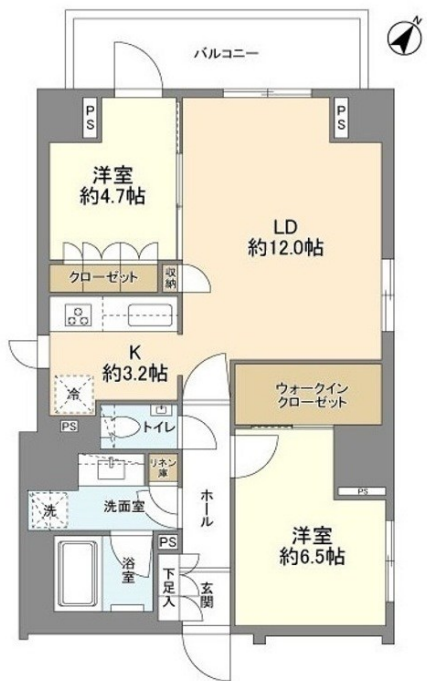 N
バルコニー
PS
PS
洋室
約4.7帖
LD
約12.0帖
クローゼット
収納
K
約3.2帖
冷
ウォークイン
クローゼット
PS
トイレ
リネン庫
洗
洗面室
ホール
PS
洋室
約6.5帖
PS
浴室
下足入
玄関